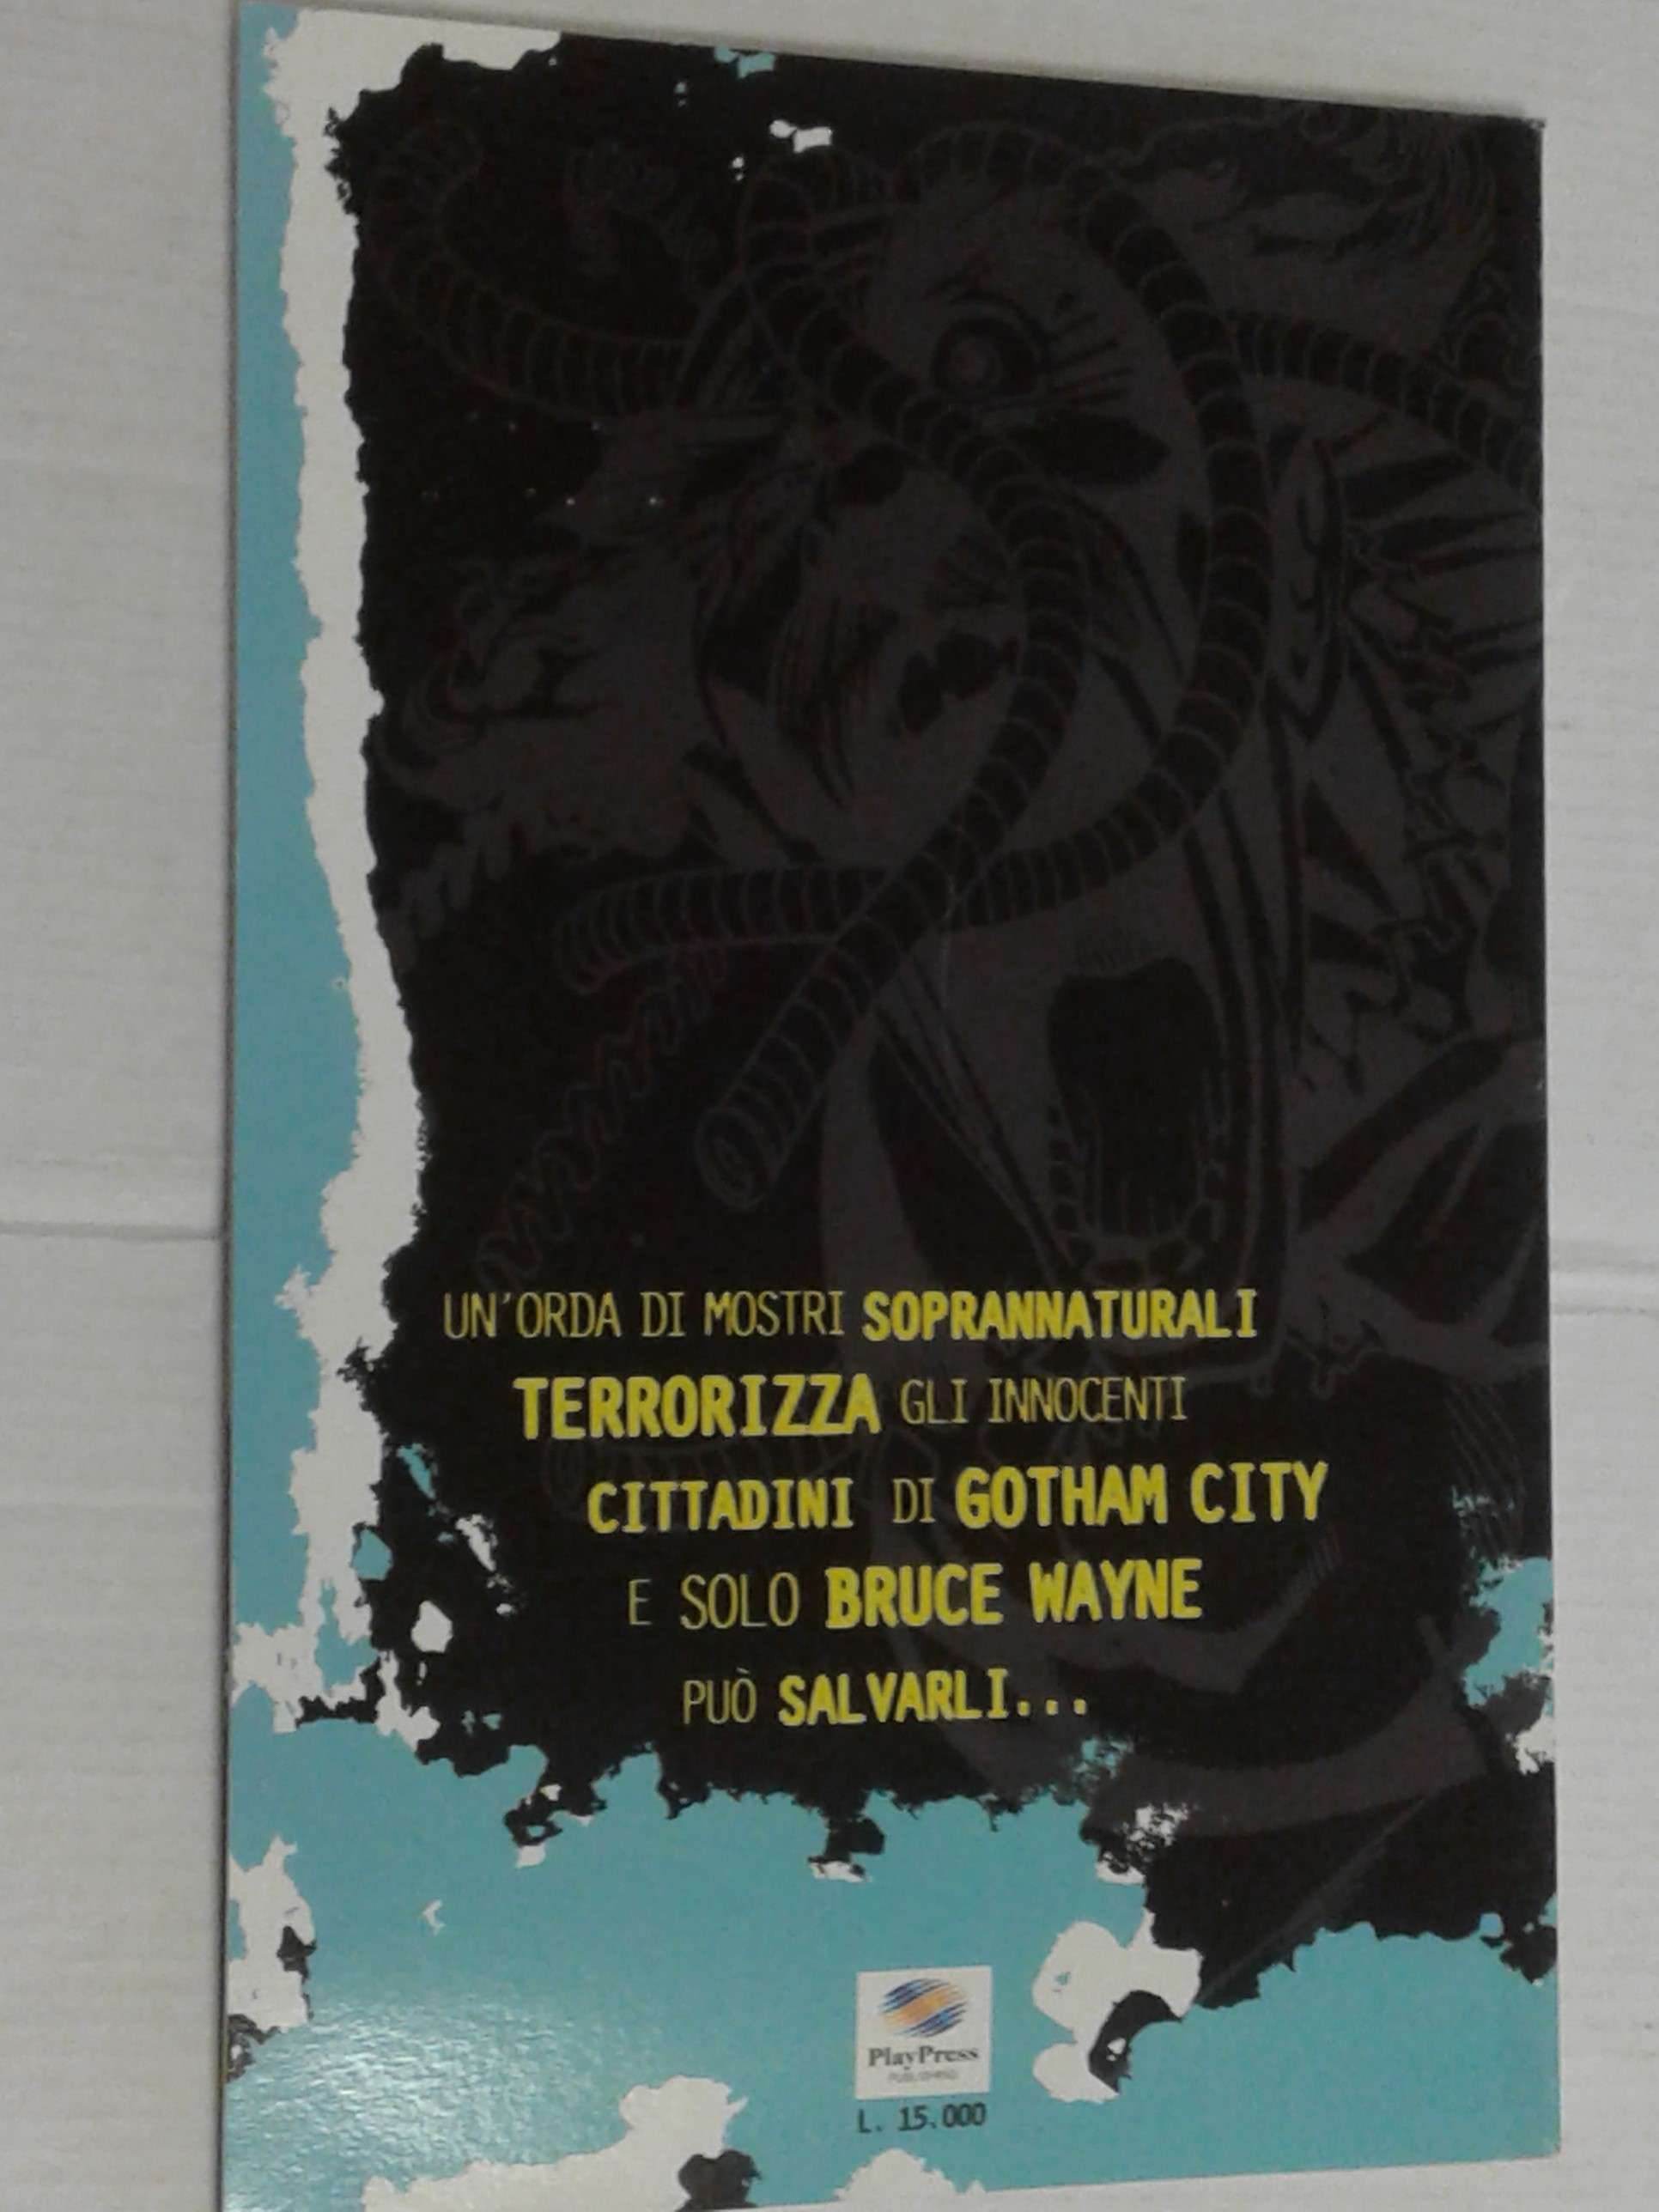 UN'ORDA DI MOSTRI SOPRANNATURALI
TERRORIZZA GLI INNOCENTI
CITTADINI DI GOTHAM CITY
E SOLO BRUCE WAYNE
PUÒ SALVARLI...
PlayPress
PUBLISHING
L. 15.000